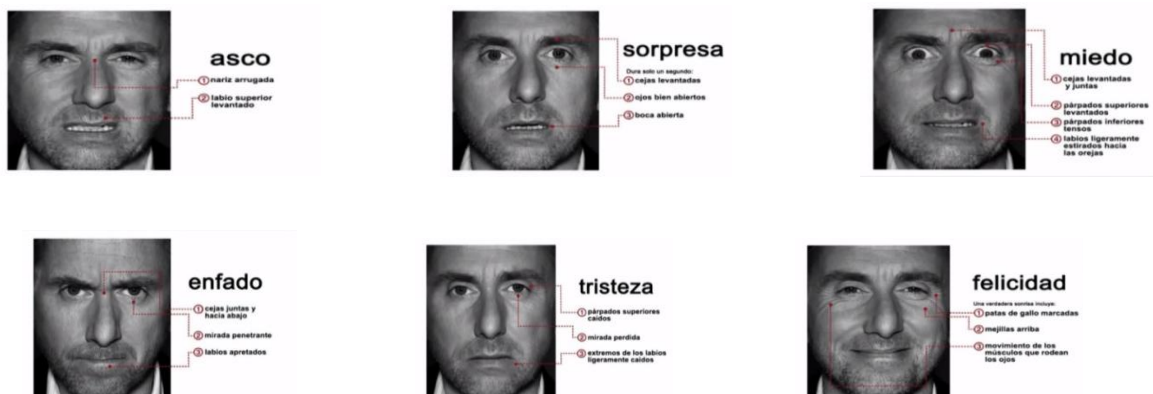 asco
1 nariz arrugada
2 labio superior
levantado
sorpresa
Dura solo un segundo:
1 cejas levantadas
2 ojos bien abiertos
3 boca abierta
miedo
1 cejas levantadas
y juntas
2 párpados superiores
levantados
3 párpados inferiores
tensos
4 labios ligeramente
estirados hacia
las orejas
enfado
1 cejas juntas y
hacia abajo
2 mirada penetrante
3 labios apretados
tristeza
1 párpados superiores
caídos
2 mirada perdida
3 extremos de los labios
ligeramente caídos
felicidad
Una verdadera sonrisa incluye:
1 patas de gallo marcadas
2 mejillas arriba
3 movimiento de los
músculos que rodean
los ojos